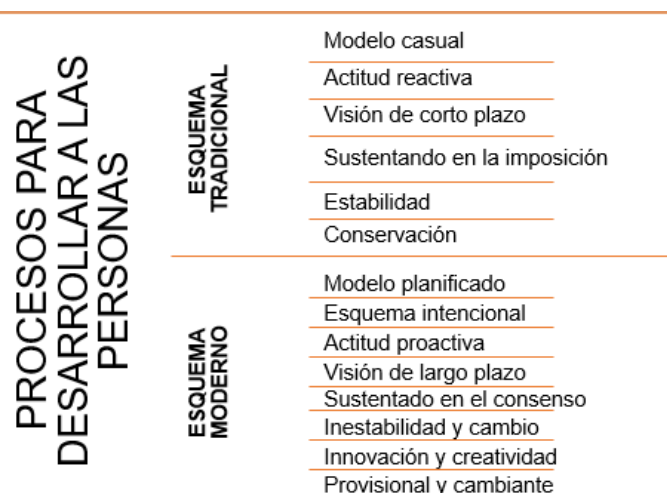 PROCESOS PARA
DESARROLLAR A LAS
PERSONAS
ESQUEMA
TRADICIONAL
Modelo casual
Actitud reactiva
Visión de corto plazo
Sustentando en la imposición
Estabilidad
Conservación
ESQUEMA
MODERNO
Modelo planificado
Esquema intencional
Actitud proactiva
Visión de largo plazo
Sustentado en el consenso
Inestabilidad y cambio
Innovación y creatividad
Provisional y cambiante